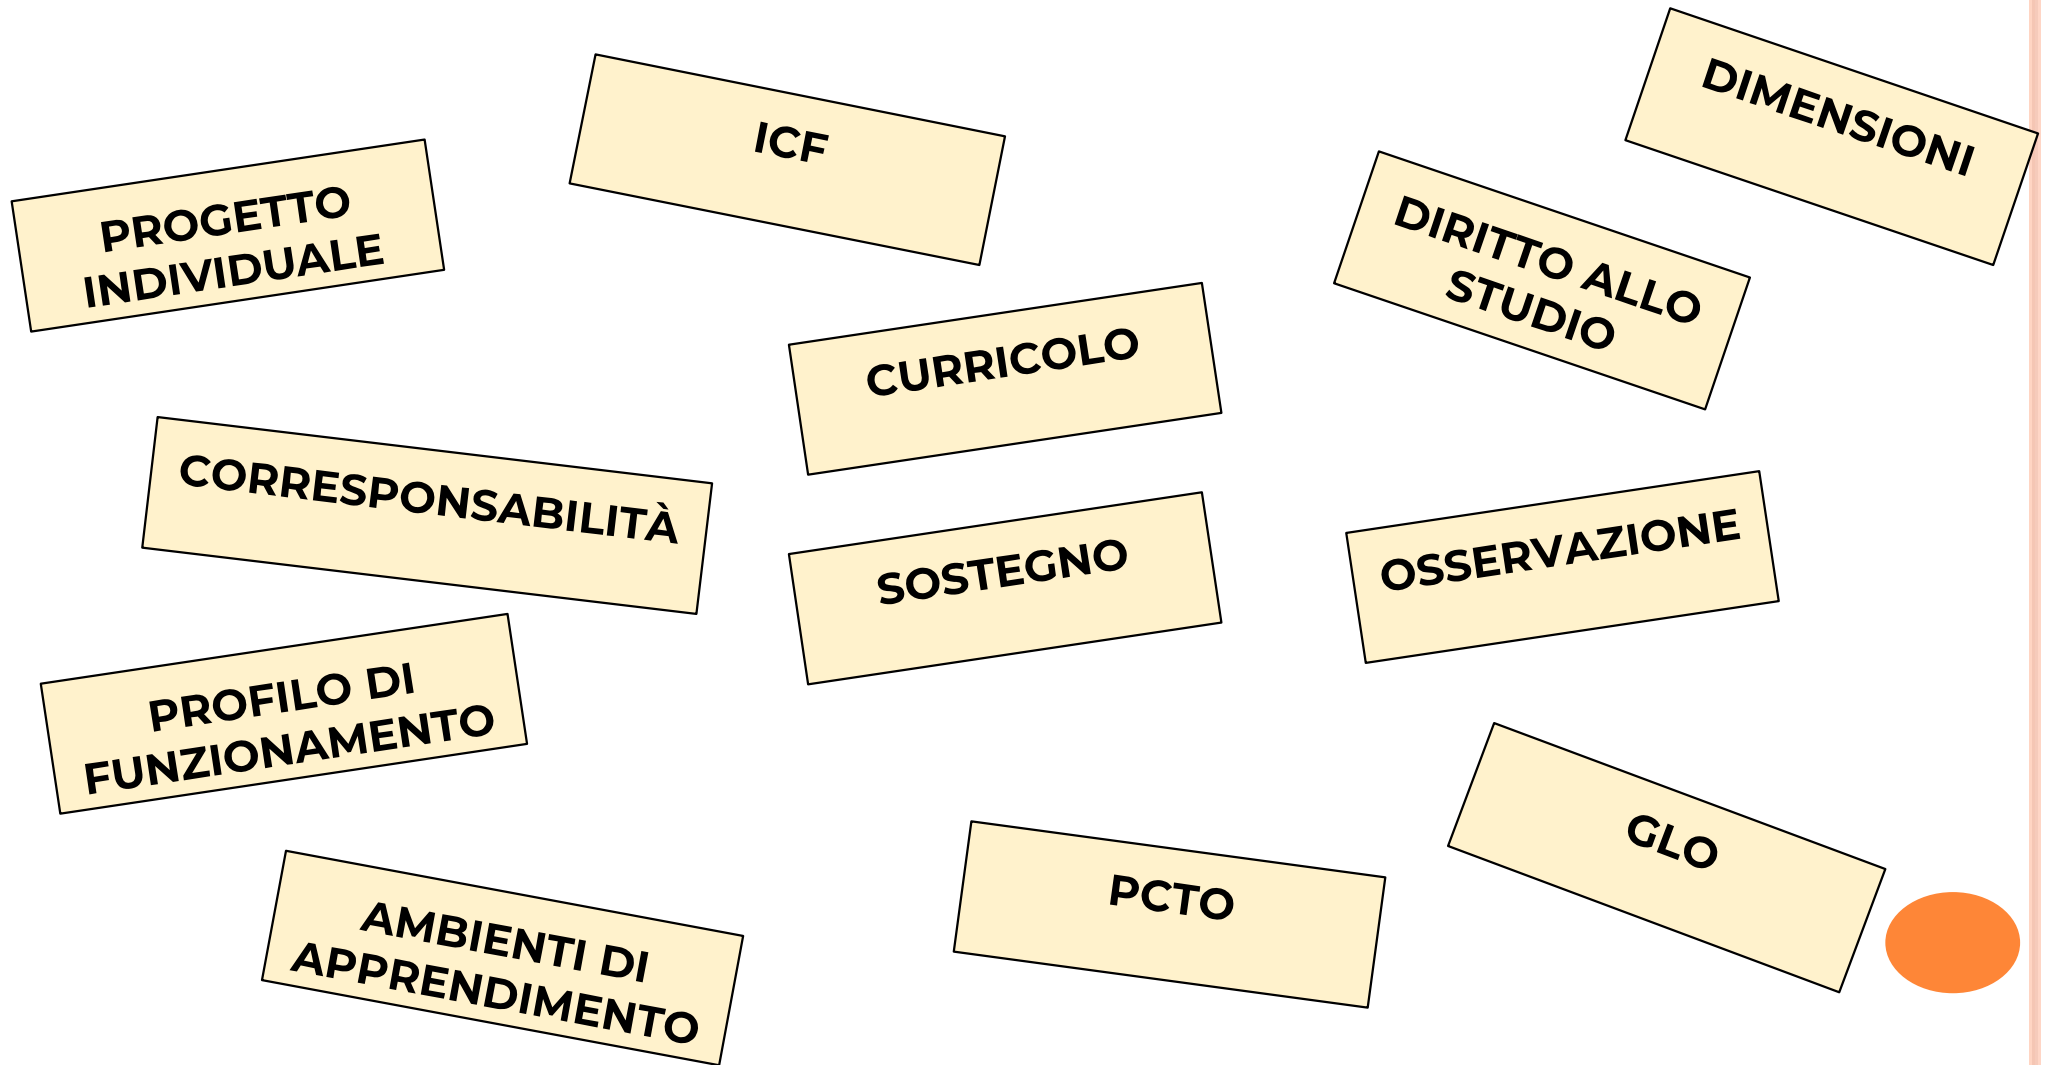 DIMENSIONI
ICF
PROGETTO
INDIVIDUALE
DIRITTO ALLO
STUDIO
CURRICOLO
CORRESPONSABILITÀ
SOSTEGNO
OSSERVAZIONE
PROFILO DI
FUNZIONAMENTO
GLO
PCTO
AMBIENTI DI
APPRENDIMENTO